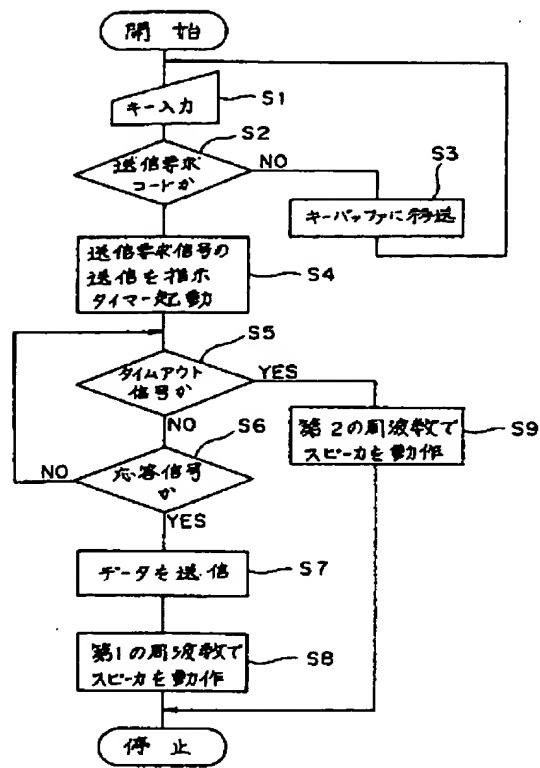 開始
キー入力
S1
S2
送信要求
コードか
NO
S3
キーバッファに移送
送信要求信号の
送信を指示
タイマー起動
S4
S5
タイムアウト
信号か
YES
NO
第2の周波数で
スピーカを動作
S9
S6
応答信号
か
NO
YES
データを送信
S7
第1の周波数で
スピーカを動作
S8
停止